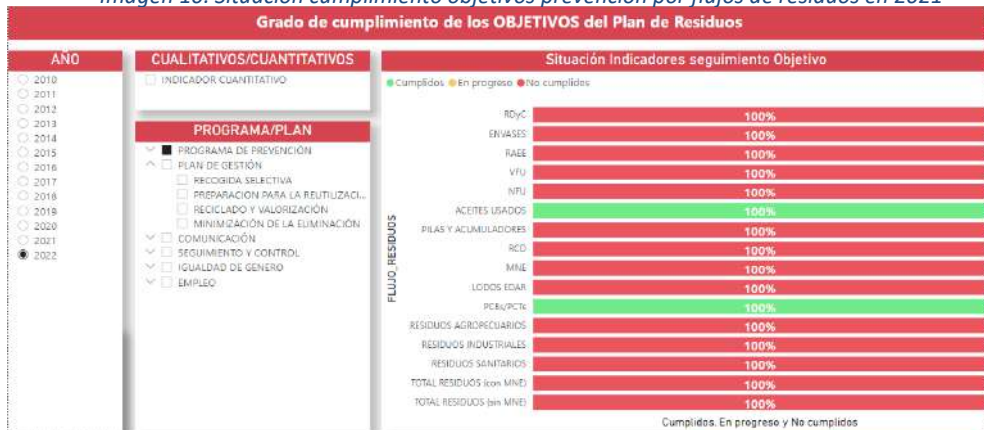 Imagen 10. Situación cumplimiento objetivos prevención por flujos de residuos en 2021
Grado de cumplimiento de los OBJETIVOS del Plan de Residuos
AÑO
2010
2011
2012
2013
2014
2015
2016
2017
2018
2019
2020
2021
2022
CUALITATIVOS/CUANTITATIVOS
INDICADOR CUANTITATIVO
PROGRAMA/PLAN
PROGRAMA DE PREVENCIÓN
PLAN DE GESTIÓN
RECOGIDA SELECTIVA
PREPARACION PARA LA REUTILIZACI...
RECICLADO Y VALORIZACIÓN
MINIMIZACIÓN DE LA ELIMINACIÓN
COMUNICACIÓN
SEGUIMIENTO Y CONTROL
IGUALDAD DE GENERO
EMPLEO
Situación Indicadores seguimiento Objetivo
Cumplidos En progreso No cumplidos
FLUJO_RESIDUOS
RDyC 100%
ENVASES 100%
RAEE 100%
VFU 100%
NFU 100%
ACEITES USADOS 100%
PILAS Y ACUMULADORES 100%
RCD 100%
MNE 100%
LODOS EDAR 100%
PCBs/PCTs 100%
RESIDUOS AGROPECUARIOS 100%
RESIDUOS INDUSTRIALES 100%
RESIDUOS SANITARIOS 100%
TOTAL RESIDUOS (con MNE) 100%
TOTAL RESIDUOS (sin MNE) 100%
Cumplidos. En progreso y No cumplidos